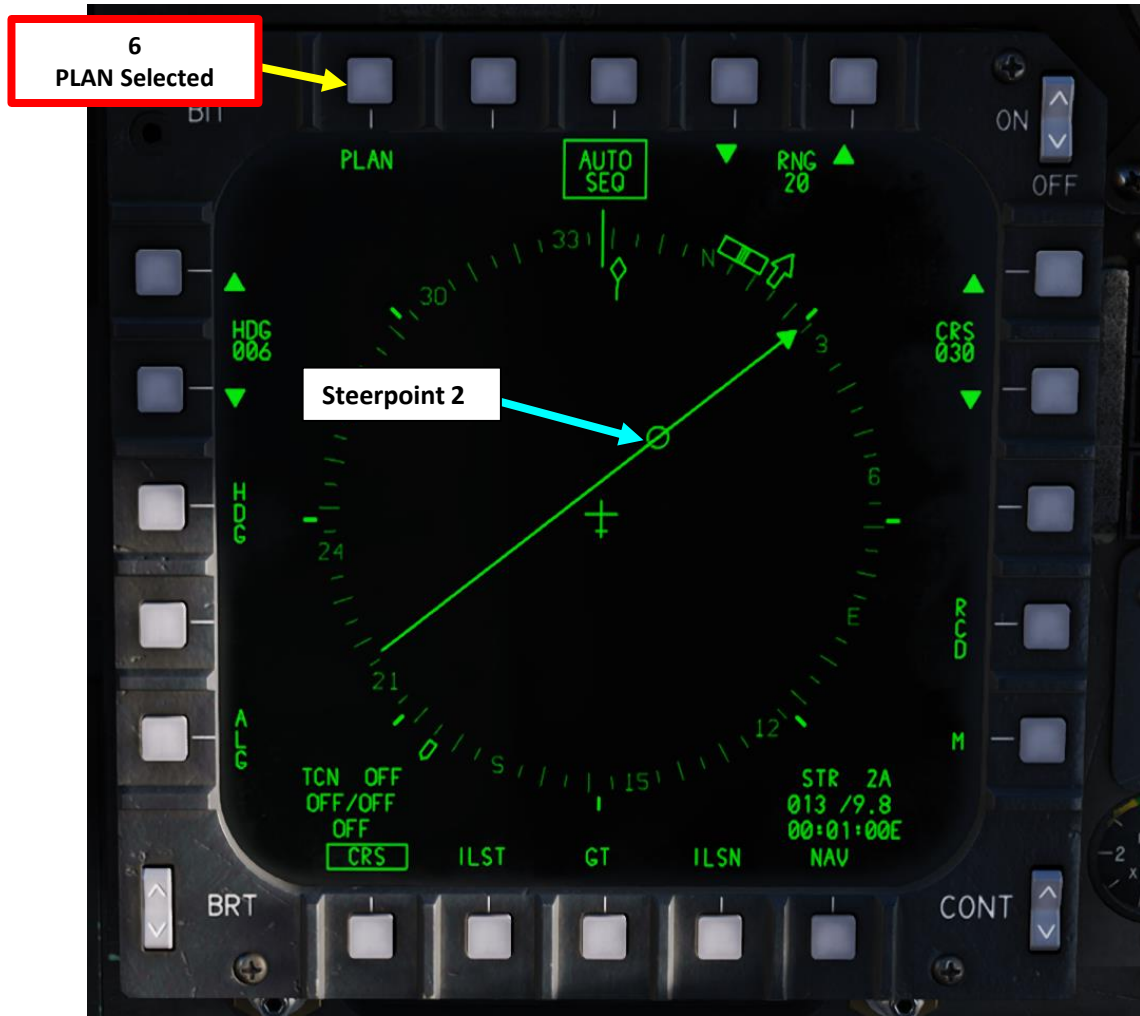 6
PLAN Selected
BIT
ON
OFF
PLAN
AUTO
SEQ
RNG
20
33
N
30
3
HDG
006
CRS
030
Steerpoint 2
6
HDG
24
E
RCD
21
12
ALG
S
15
M
TCN OFF
OFF/OFF
OFF
STR 2A
013 /9.8
00:01:00E
CRS
ILST
GT
ILSN
NAV
BRT
CONT
2